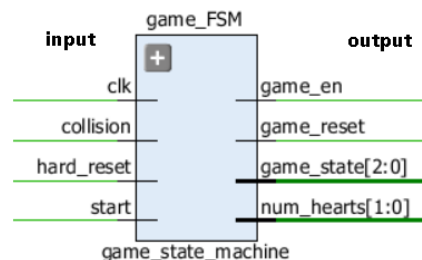 game_FSM
input
output
+
clk
game_en
collision
game_reset
hard_reset
game_state[2:0]
start
num_hearts[1:0]
game_state_machine